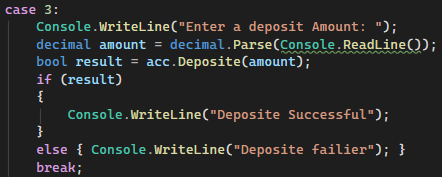 case 3:
Console.WriteLine("Enter a deposit Amount: ");
decimal amount = decimal.Parse(Console.ReadLine());
bool result = acc.Deposite(amount);
if (result)
{
Console.WriteLine("Deposite Successful");
}
else { Console.WriteLine("Deposite failier"); }
break;